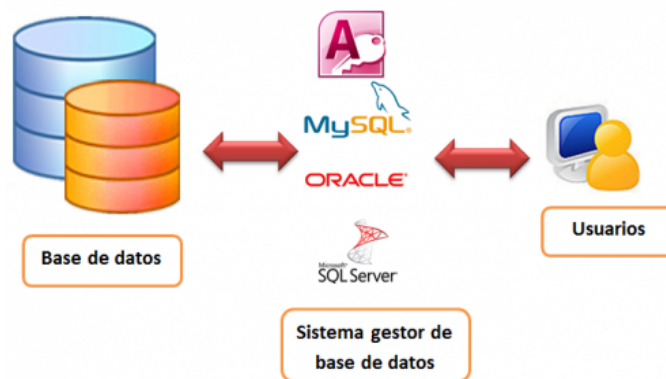 A
MySQL®
ORACLE®
Microsoft®
SQL Server
Base de datos
Usuarios
Sistema gestor de
base de datos